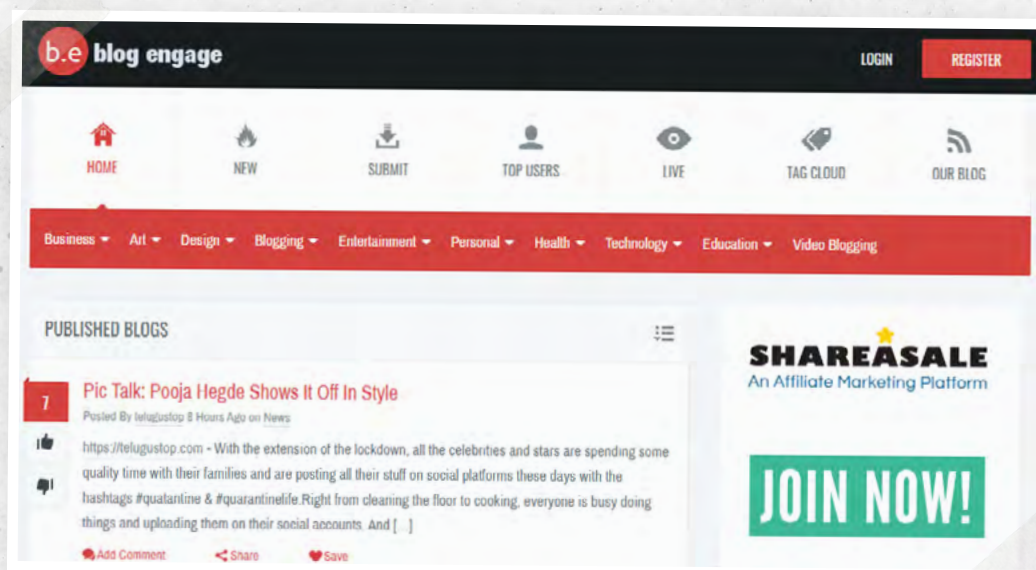 b.e blog engage
LOGIN
REGISTER
HOME
NEW
SUBMIT
TOP USERS
LIVE
TAG CLOUD
OUR BLOG
Business
Art
Design
Blogging
Entertainment
Personal
Health
Technology
Education
Video Blogging
PUBLISHED BLOGS
7
Pic Talk: Pooja Hegde Shows It Off In Style
Posted By telugustop 8 Hours Ago on News
https://telugustop.com - With the extension of the lockdown, all the celebrities and stars are spending some
quality time with their families and are posting all their stuff on social platforms these days with the
hashtags #quatantine & #quarantinelife.Right from cleaning the floor to cooking, everyone is busy doing
things and uploading them on their social accounts. And [...]
Add Comment
Share
Save
SHAREASALE
An Affiliate Marketing Platform
JOIN NOW!